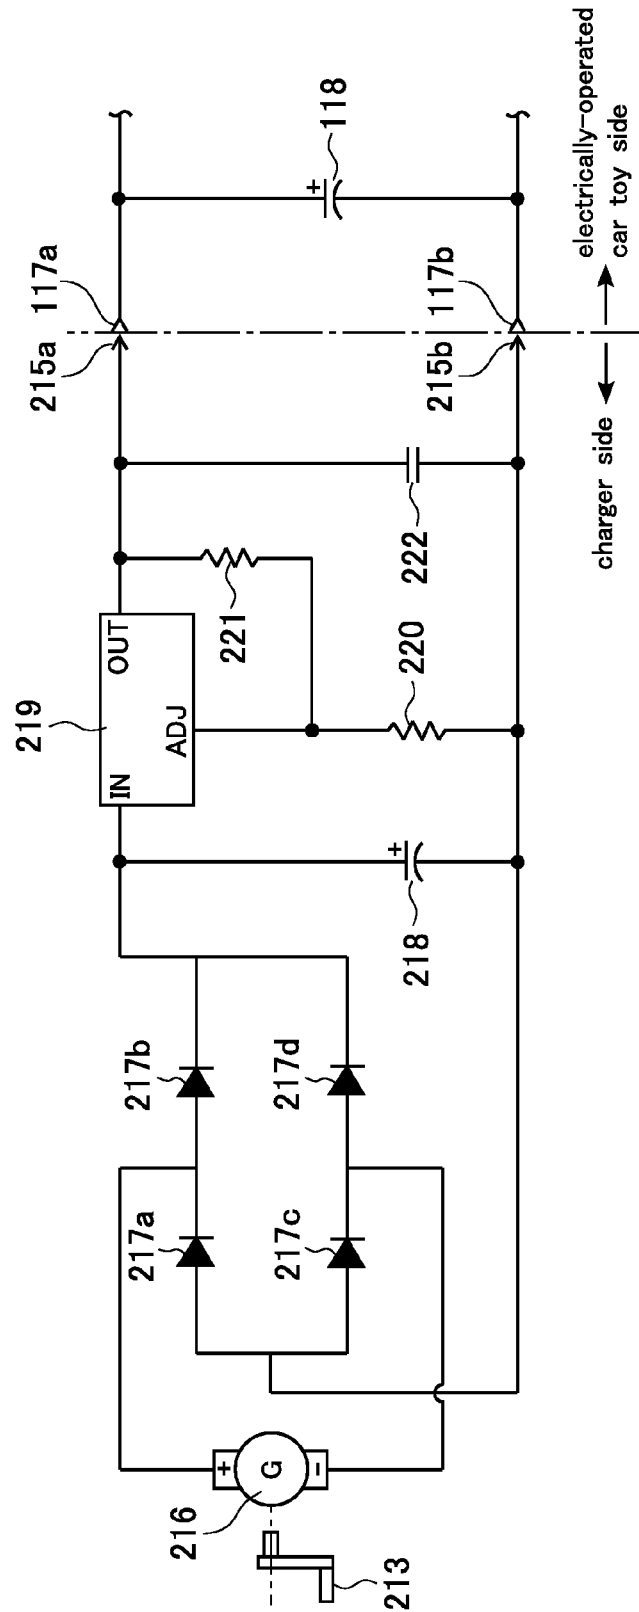 213
216
+
G
−
217a
217b
217c
217d
218
+
219
IN
OUT
ADJ
220
221
222
215a
117a
215b
117b
118
+
charger side
electrically-operated
car toy side